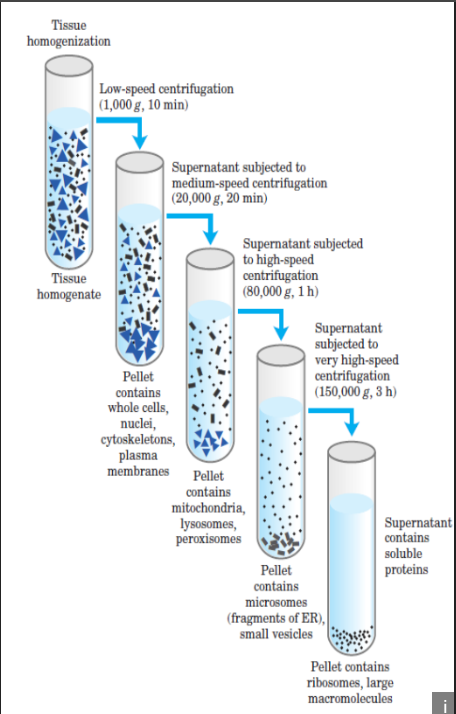 Tissue
homogenization
Low-speed centrifugation
(1,000 g, 10 min)
Supernatant subjected to
medium-speed centrifugation
(20,000 g, 20 min)
Supernatant subjected
to high-speed
centrifugation
(80,000 g, 1 h)
Tissue
homogenate
Supernatant
subjected to
very high-speed
centrifugation
(150,000 g, 3 h)
Pellet
contains
whole cells,
nuclei,
cytoskeletons,
plasma
membranes
Pellet
contains
mitochondria,
lysosomes,
peroxisomes
Supernatant
contains
soluble
proteins
Pellet
contains
microsomes
(fragments of ER),
small vesicles
Pellet contains
ribosomes, large
macromolecules
i